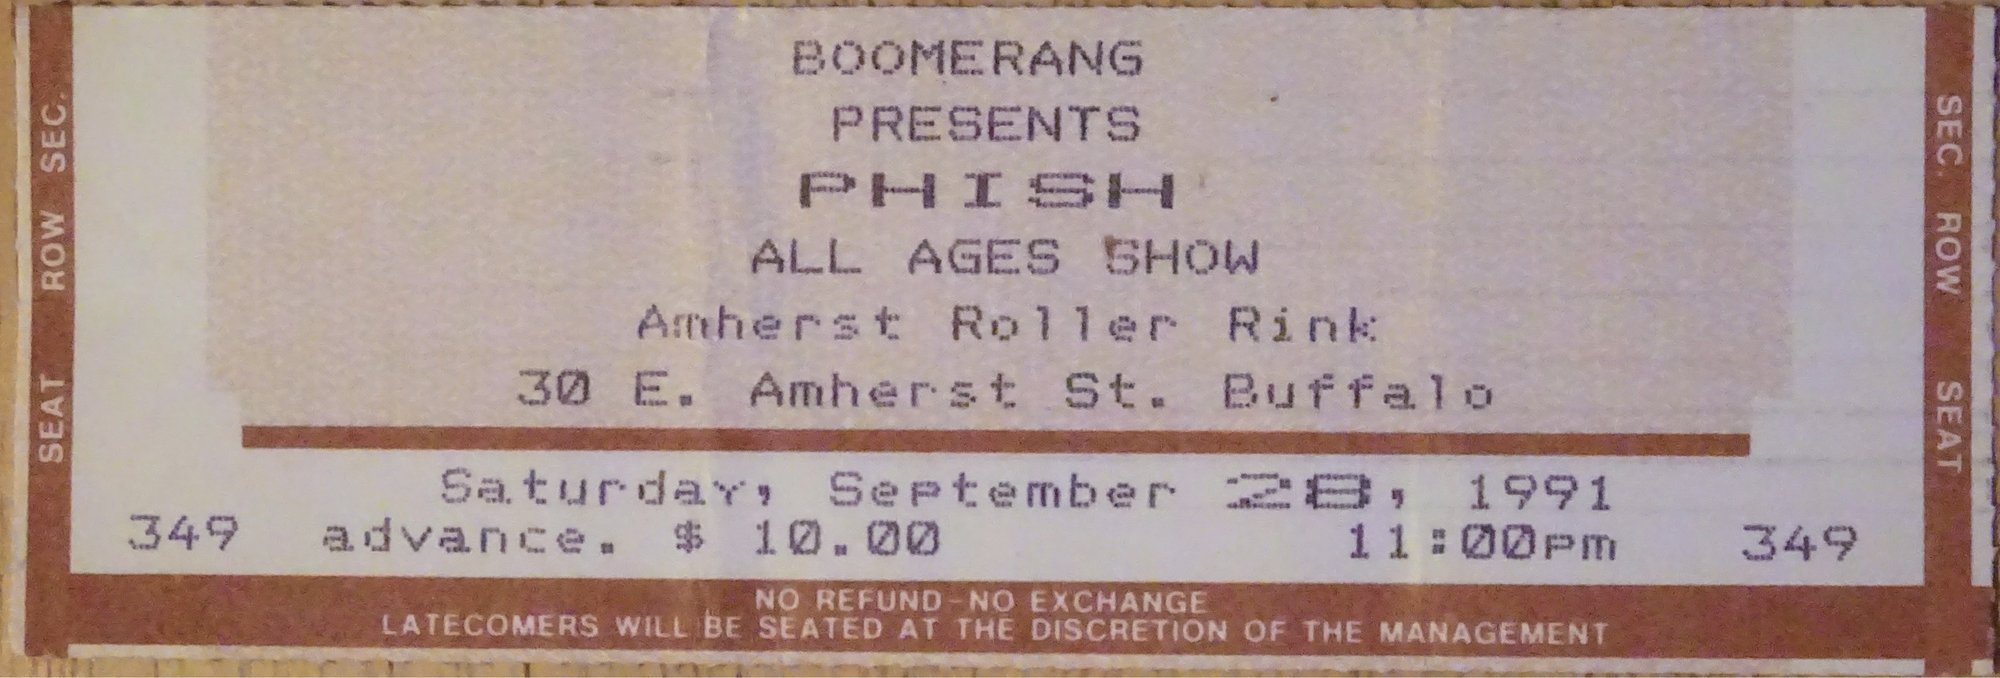 BOOMERANG
PRESENTS
PHISH
ALL AGES SHOW
Amherst Roller Rink
30 E. Amherst St. Buffalo
Saturday, September 28, 1991
349 advance. $ 10.00 11:00pm 349
NO REFUND-NO EXCHANGE
LATECOMERS WILL BE SEATED AT THE DISCRETION OF THE MANAGEMENT
SEAT ROW SEC.
SEC. ROW SEAT